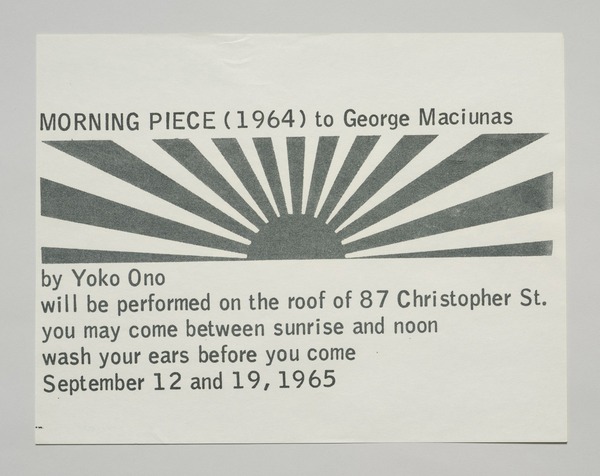 MORNING PIECE (1964) to George Maciunas
by Yoko Ono
will be performed on the roof of 87 Christopher St.
you may come between sunrise and noon
wash your ears before you come
September 12 and 19, 1965